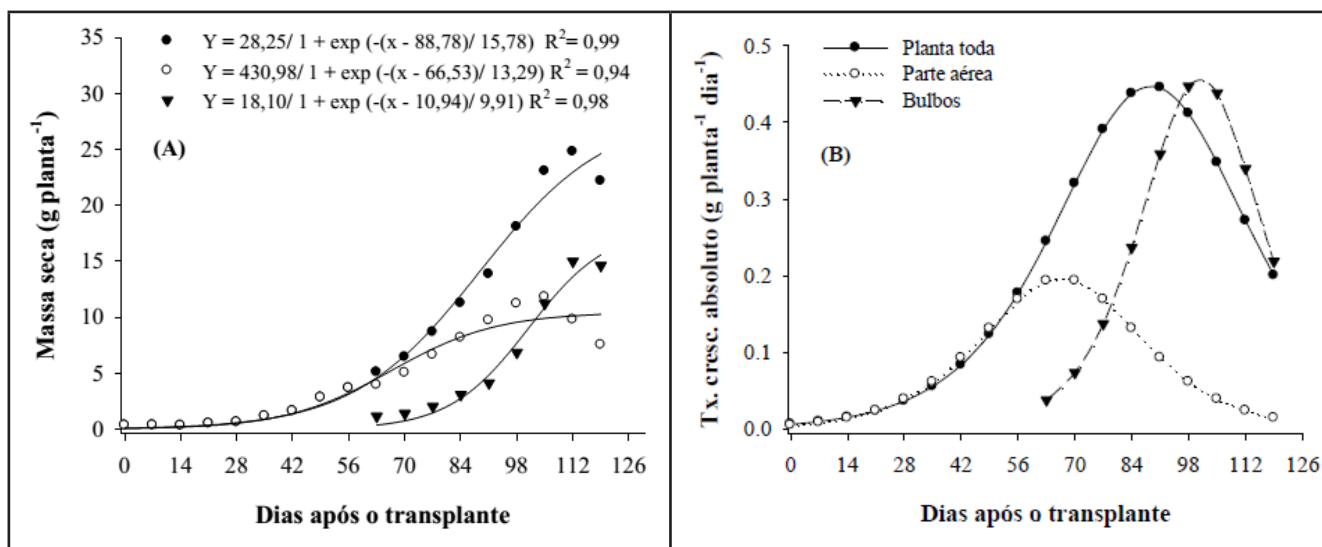 Y = 28,25/ 1 + exp (-(x - 88,78)/ 15,78) R²= 0,99
Y = 430,98/ 1 + exp (-(x - 66,53)/ 13,29) R² = 0,94
Y = 18,10/ 1 + exp (-(x - 10,94)/ 9,91) R² = 0,98
(A)
Massa seca (g planta⁻¹)
35
30
25
20
15
10
5
0
0 14 28 42 56 70 84 98 112 126
Dias após o transplante
Planta toda
Parte aérea
Bulbos
(B)
Tx. cresc. absoluto (g planta⁻¹ dia⁻¹)
0.5
0.4
0.3
0.2
0.1
0.0
0 14 28 42 56 70 84 98 112 126
Dias após o transplante